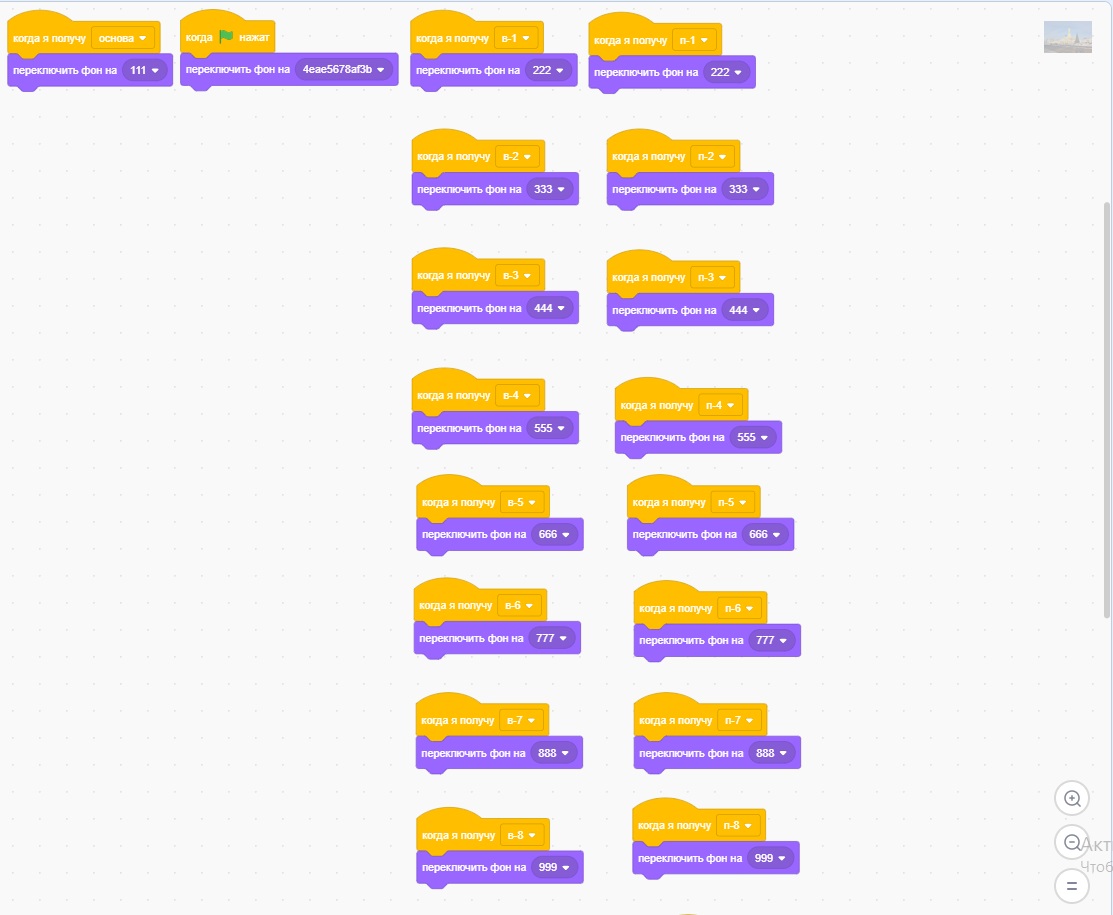 когда я получу основа
переключить фон на 111
когда нажат
переключить фон на 4eae5678af3b
когда я получу в-1
переключить фон на 222
когда я получу п-1
переключить фон на 222
когда я получу в-2
переключить фон на 333
когда я получу п-2
переключить фон на 333
когда я получу в-3
переключить фон на 444
когда я получу п-3
переключить фон на 444
когда я получу в-4
переключить фон на 555
когда я получу п-4
переключить фон на 555
когда я получу в-5
переключить фон на 666
когда я получу п-5
переключить фон на 666
когда я получу в-6
переключить фон на 777
когда я получу п-6
переключить фон на 777
когда я получу в-7
переключить фон на 888
когда я получу п-7
переключить фон на 888
когда я получу в-8
переключить фон на 999
когда я получу п-8
переключить фон на 999
Акт
Чтоб